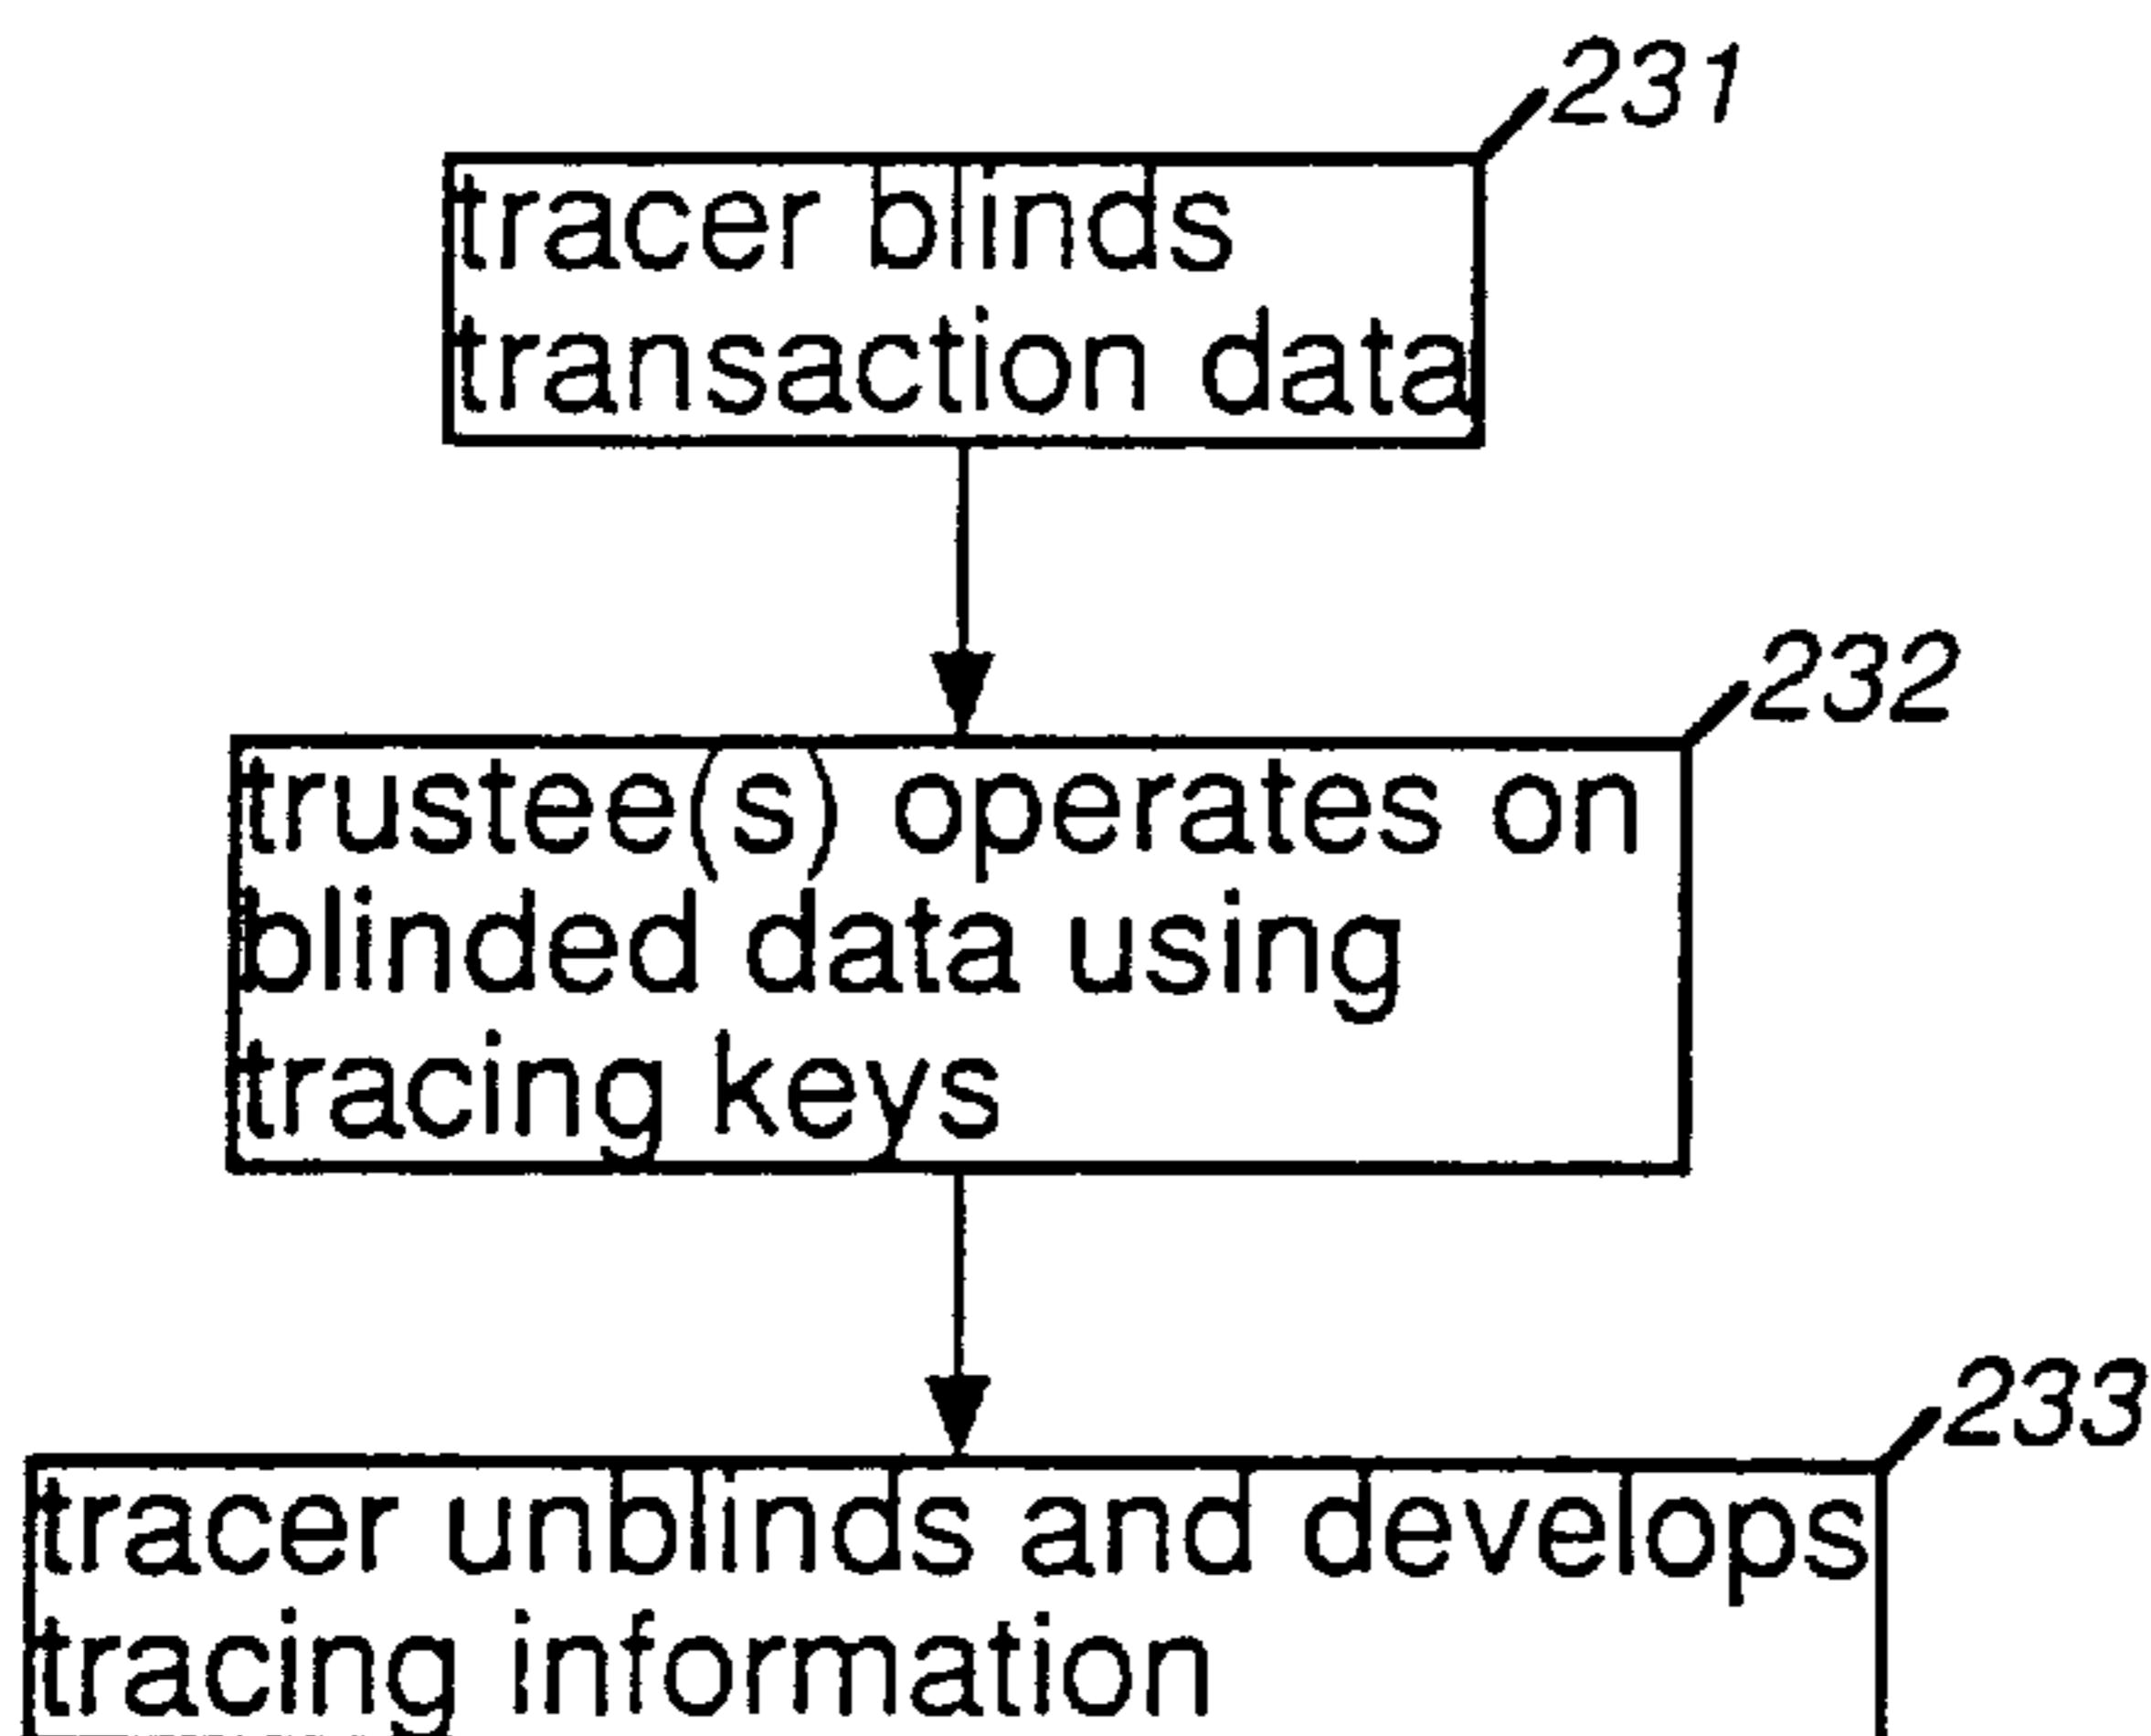 231
tracer blinds
transaction data
232
trustee(s) operates on
blinded data using
tracing keys
233
tracer unblinds and develops
tracing information